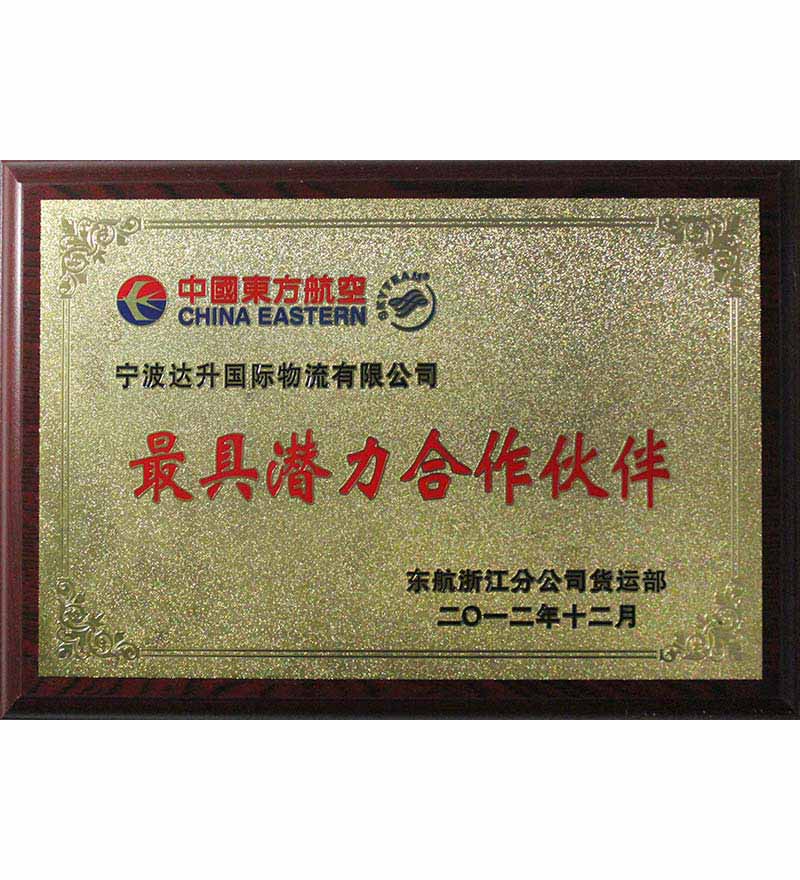 中國東方航空
CHINA EASTERN
SKYTEAM
宁波达升国际物流有限公司
最具潜力合作伙伴
东航浙江分公司货运部
二〇一二年十二月